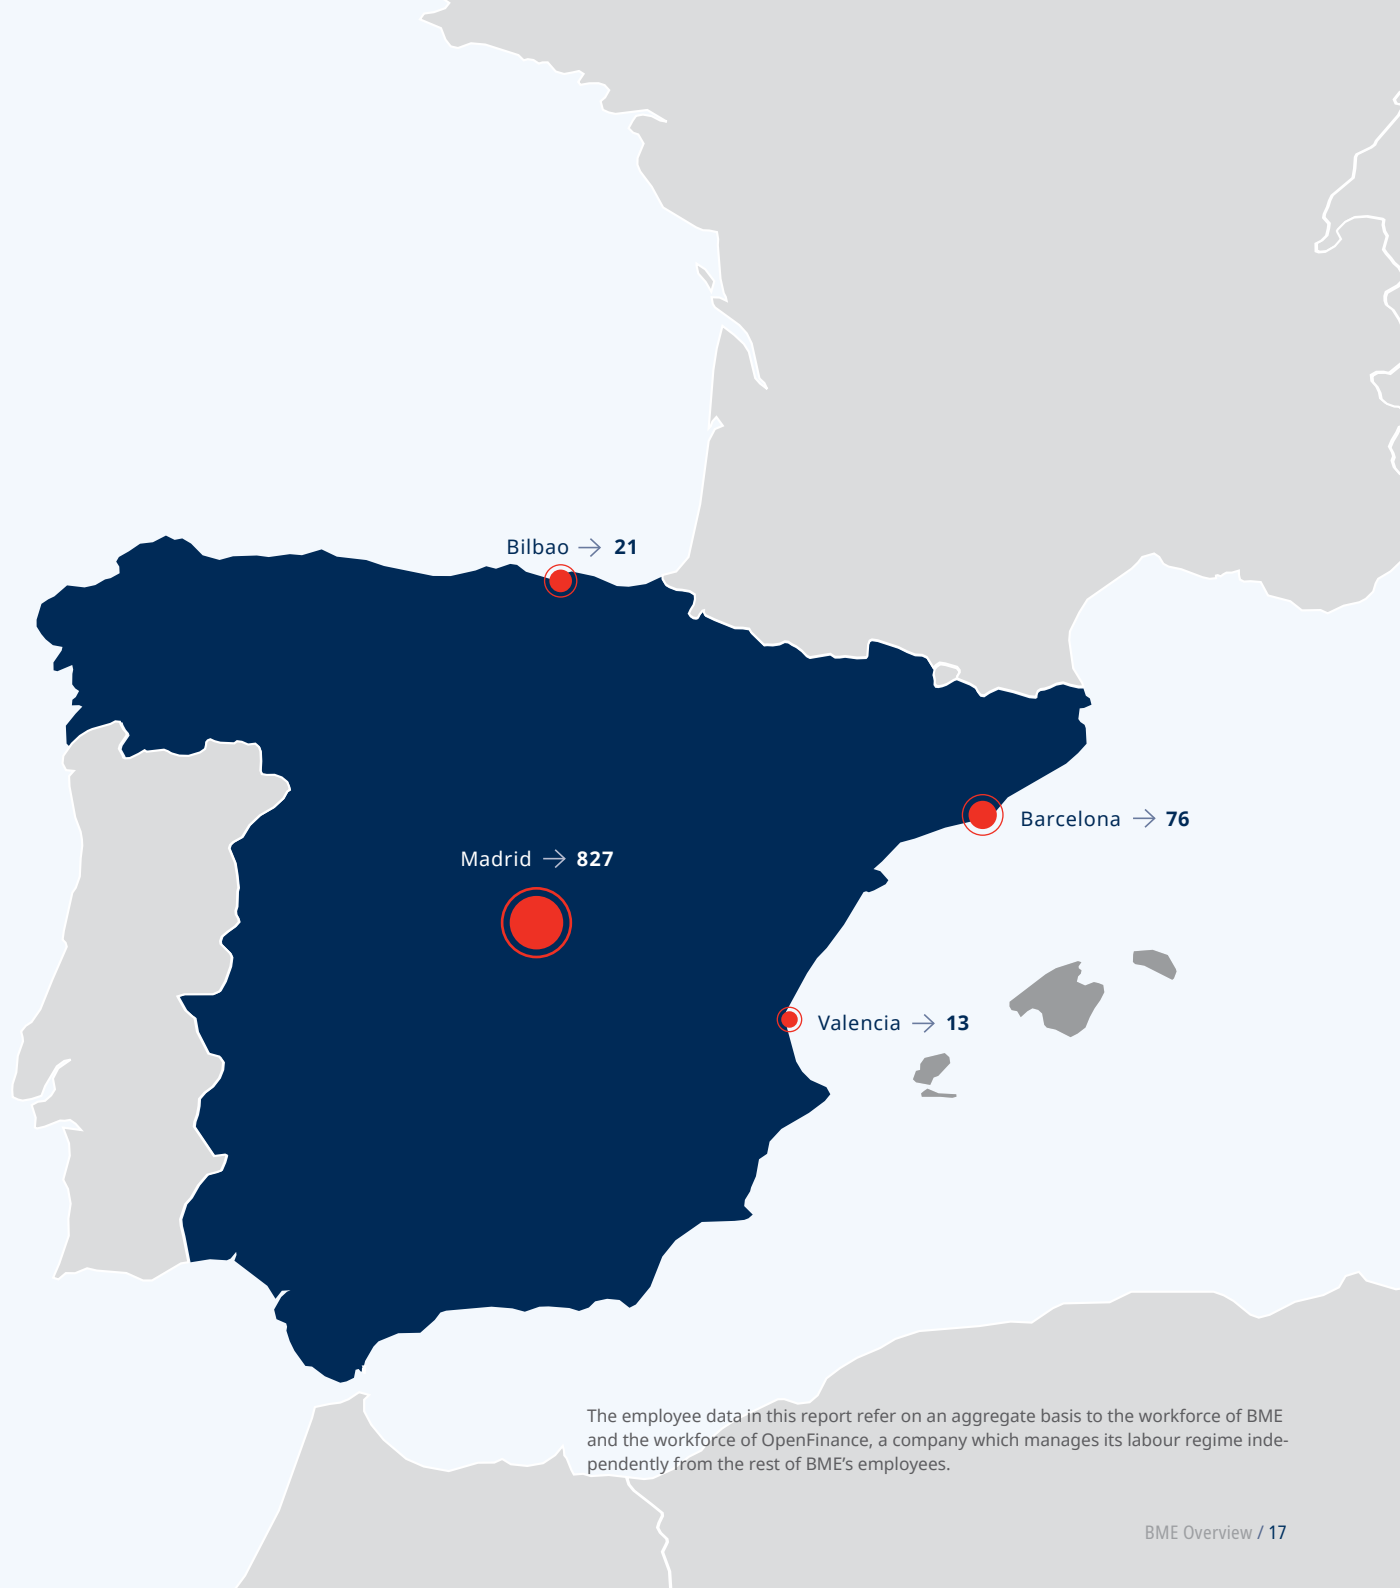 Bilbao → 21
Barcelona → 76
Madrid → 827
Valencia → 13
The employee data in this report refer on an aggregate basis to the workforce of BME
and the workforce of OpenFinance, a company which manages its labour regime inde-
pendently from the rest of BME’s employees.
BME Overview / 17